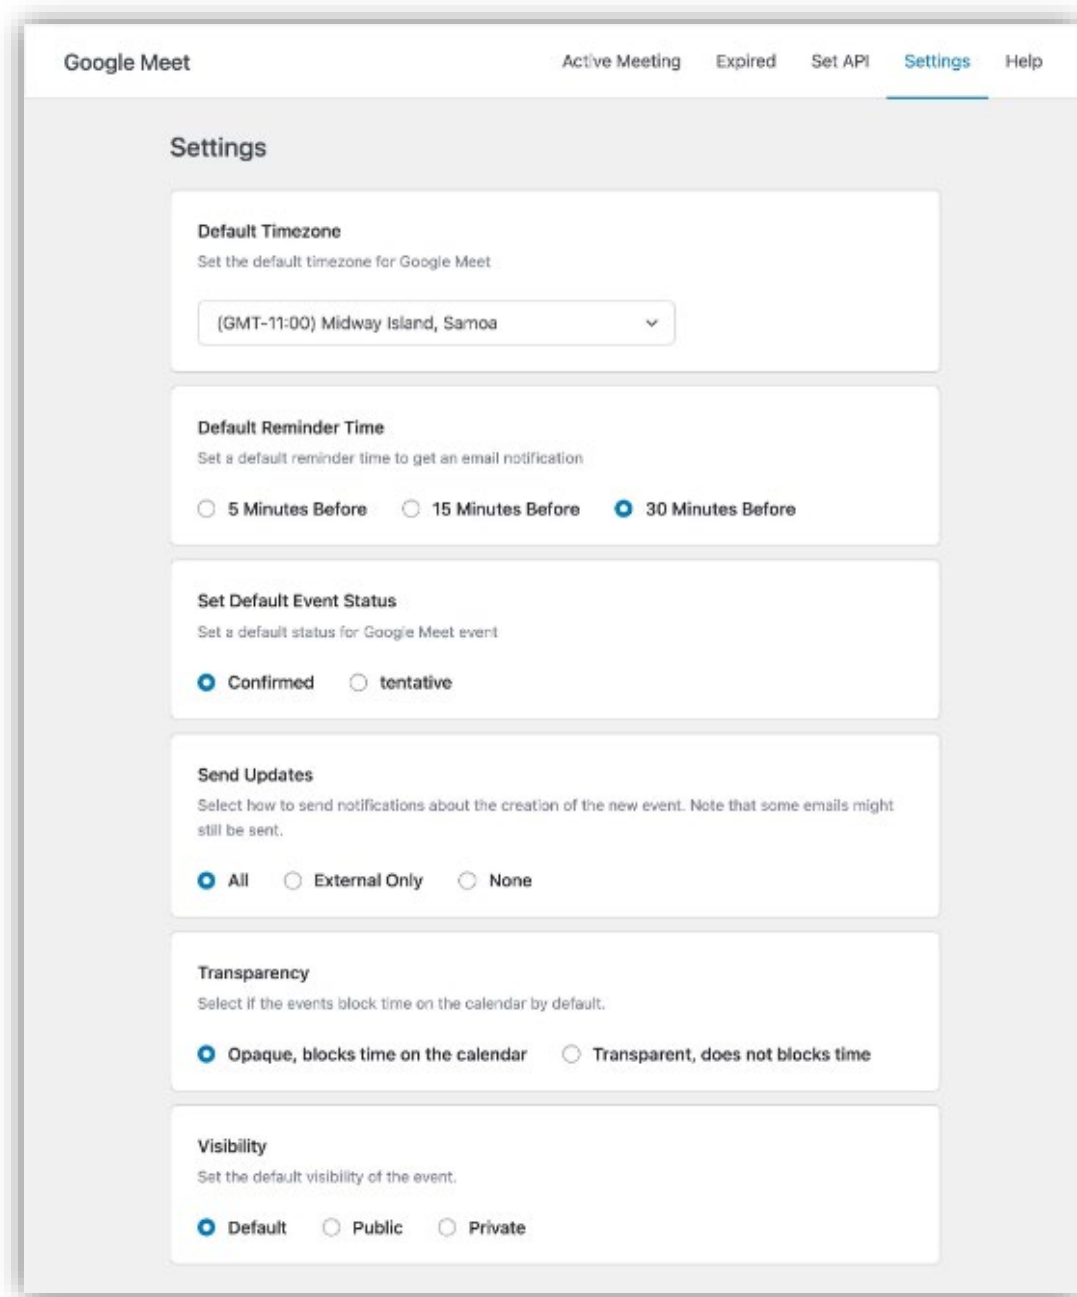 Google Meet
Active Meeting Expired Set API Settings Help
Settings
Default Timezone
Set the default timezone for Google Meet
(GMT-11:00) Midway Island, Samoa
Default Reminder Time
Set a default reminder time to get an email notification
5 Minutes Before 15 Minutes Before 30 Minutes Before
Set Default Event Status
Set a default status for Google Meet event
Confirmed tentative
Send Updates
Select how to send notifications about the creation of the new event. Note that some emails might
still be sent.
All External Only None
Transparency
Select if the events block time on the calendar by default.
Opaque, blocks time on the calendar Transparent, does not blocks time
Visibility
Set the default visibility of the event.
Default Public Private